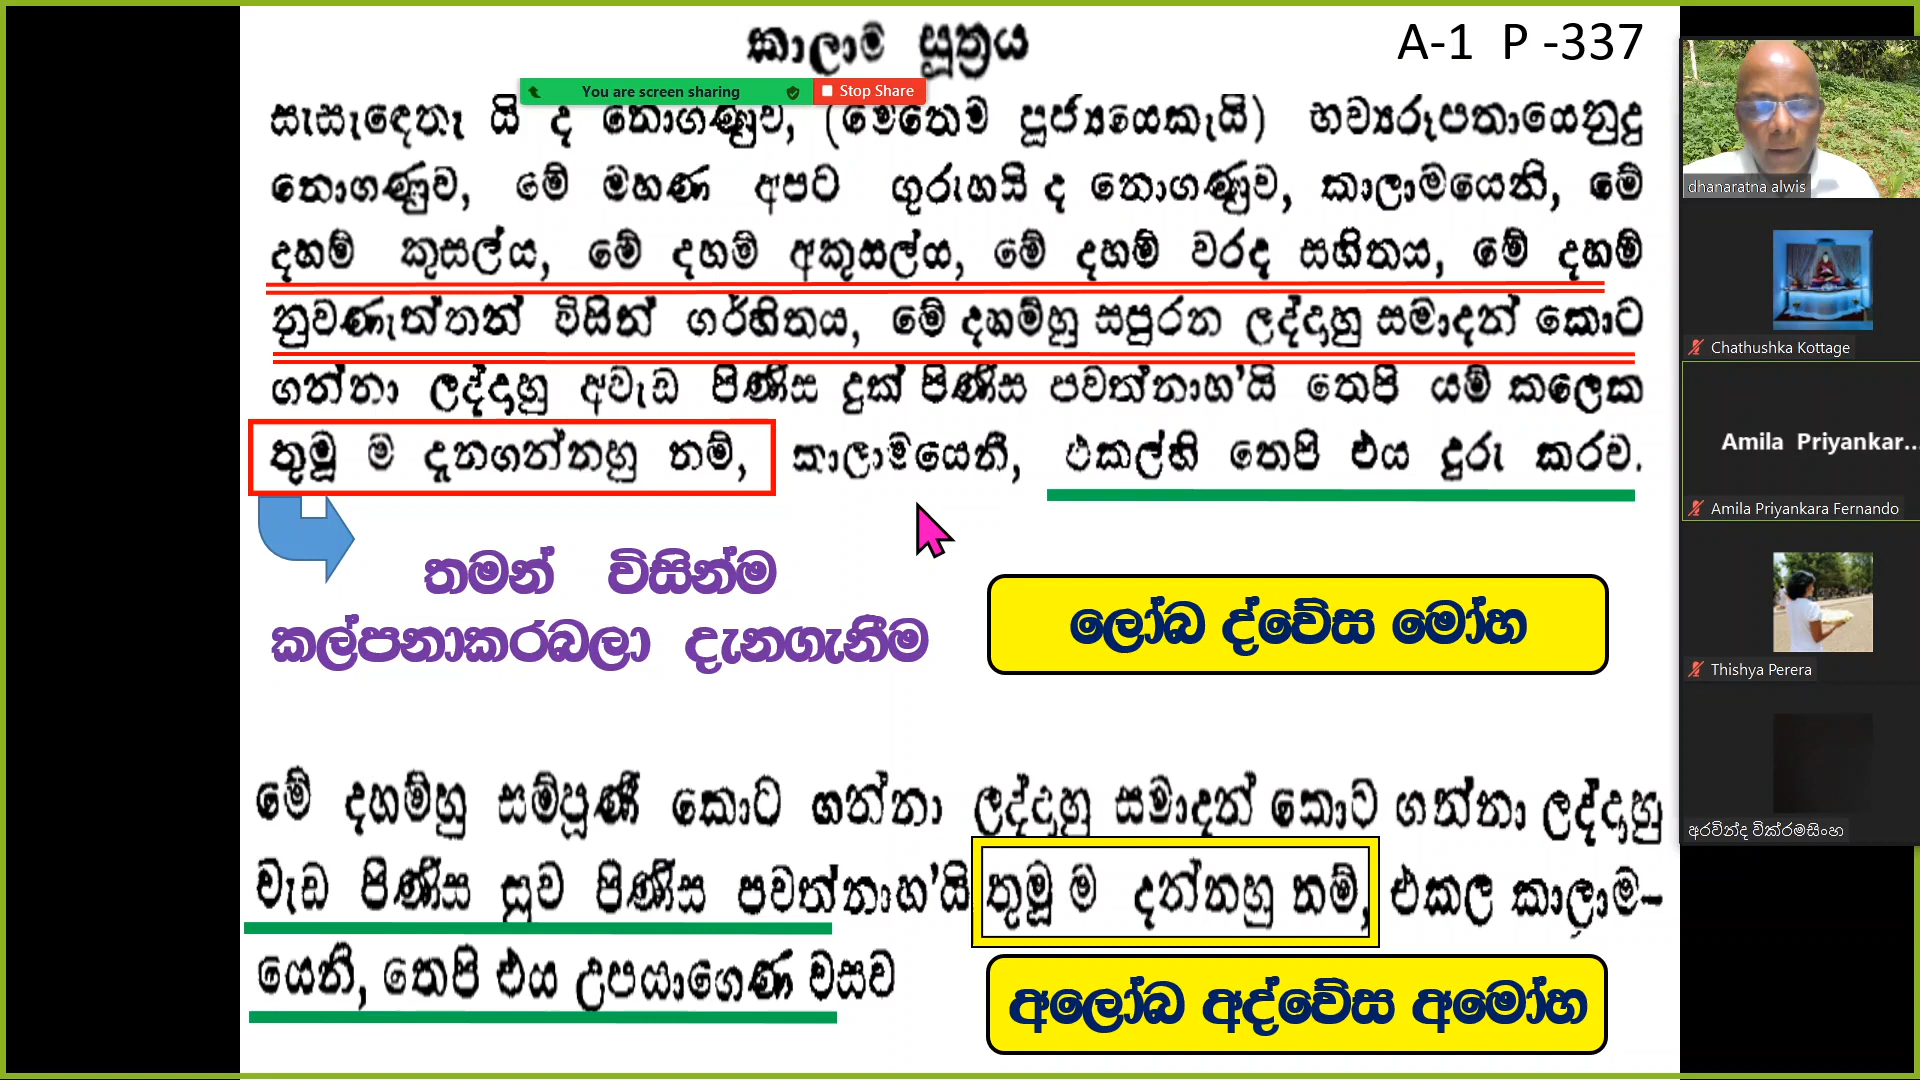 කාලාම සූත්‍රය
A-1 P -337
You are screen sharing
Stop Share
සැසැඳෙතැ යි ද නොගණුව, (මෙතෙම පූජ්‍යයෙකැයි) භව්‍යරූපතායෙනුදු
නොගණුව, මේ මහණ අපට ගුරුහයි ද නොගණුව, කාලාමයෙනි, මේ
දහම් කුසල්ය, මේ දහම් අකුසල්ය, මේ දහම් වරද සහිතය, මේ දහම්
නුවණැත්තන් විසින් ගර්හිතය, මේ දහම්හු සපුරන ලද්දාහු සමාදන් කොට
ගන්නා ලද්දාහු අවැඩ පිණිස දුක් පිණිස පවත්නාහ'යි තෙපි යම් කලෙක
තුමූ ම දැනගන්නහු නම්, කාලාමයෙනි, එකල්හි තෙපි එය දුරු කරව.
තමන් විසින්ම
කල්පනාකරබලා දැනගැනීම
ලෝබ ද්වේස මෝහ
මේ දහම්හු සම්පූර්ණ කොට ගන්නා ලද්දාහු සමාදන් කොට ගන්නා ලද්දාහු
වැඩ පිණිස සුව පිණිස පවත්නාහ'යි තුමූ ම දන්නහු නම්, එකල කාලාම-
යෙනි, තෙපි එය උපයාගෙණ වසව
අලෝබ අද්වේස අමෝහ
dhanaratna alwis
Chathushka Kottage
Amila Priyankar...
Amila Priyankara Fernando
Thishya Perera
අරවින්ද වික්රමසිංහ